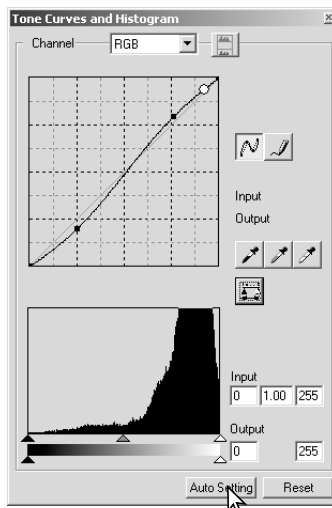 Tone Curves and Histogram
Channel RGB
Input
Output
Input
0 1.00 255
Output
0 255
Auto Setting Reset